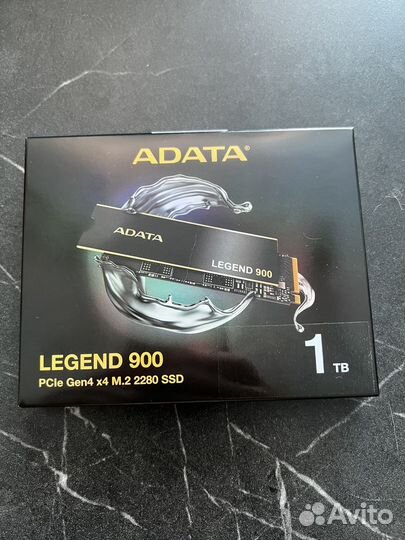 ADATA®
ADATA
LEGEND 900
LEGEND 900
PCIe Gen4 x4 M.2 2280 SSD
1 TB
Avito